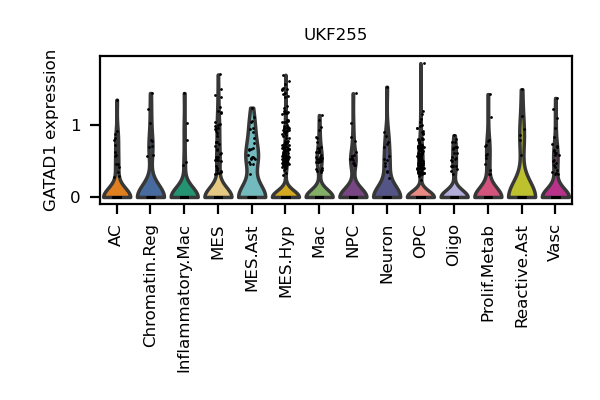 UKF255
GATAD1 expression
1
0
AC
Chromatin.Reg
Inflammatory.Mac
MES
MES.Ast
MES.Hyp
Mac
NPC
Neuron
OPC
Oligo
Prolif.Metab
Reactive.Ast
Vasc